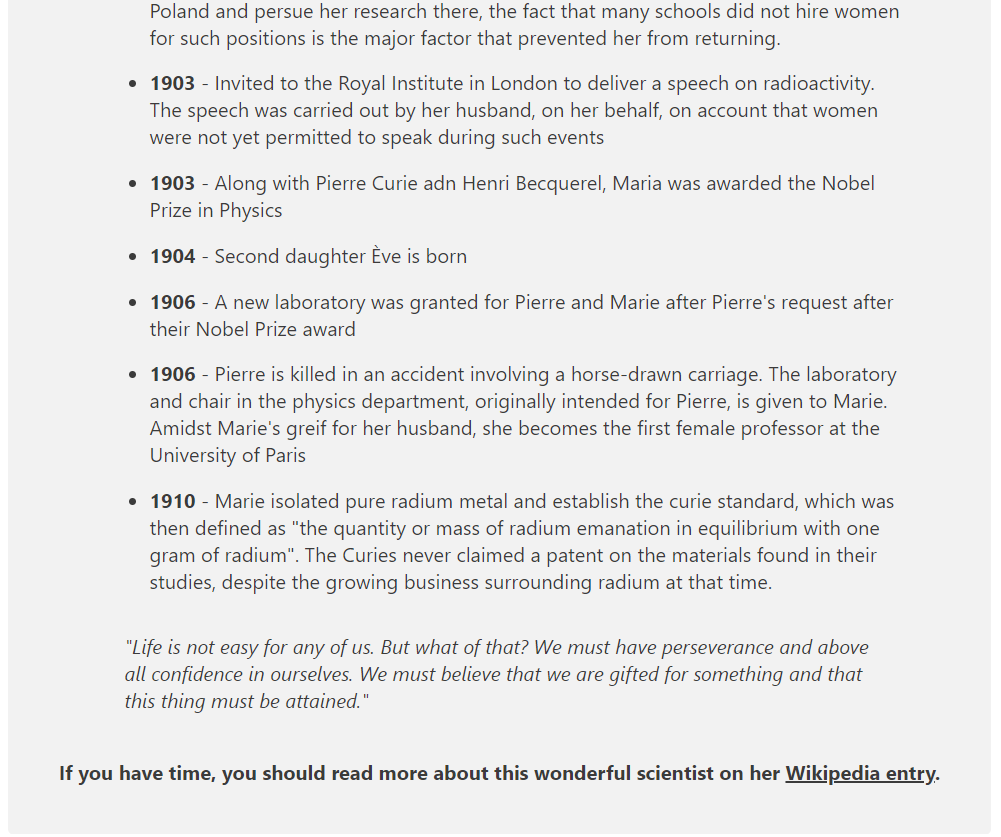 Poland and persue her research there, the fact that many schools did not hire women
for such positions is the major factor that prevented her from returning.
1903 - Invited to the Royal Institute in London to deliver a speech on radioactivity.
The speech was carried out by her husband, on her behalf, on account that women
were not yet permitted to speak during such events
1903 - Along with Pierre Curie adn Henri Becquerel, Maria was awarded the Nobel
Prize in Physics
1904 - Second daughter Ève is born
1906 - A new laboratory was granted for Pierre and Marie after Pierre's request after
their Nobel Prize award
1906 - Pierre is killed in an accident involving a horse-drawn carriage. The laboratory
and chair in the physics department, originally intended for Pierre, is given to Marie.
Amidst Marie's greif for her husband, she becomes the first female professor at the
University of Paris
1910 - Marie isolated pure radium metal and establish the curie standard, which was
then defined as "the quantity or mass of radium emanation in equilibrium with one
gram of radium". The Curies never claimed a patent on the materials found in their
studies, despite the growing business surrounding radium at that time.
"Life is not easy for any of us. But what of that? We must have perseverance and above
all confidence in ourselves. We must believe that we are gifted for something and that
this thing must be attained."
If you have time, you should read more about this wonderful scientist on her Wikipedia entry.